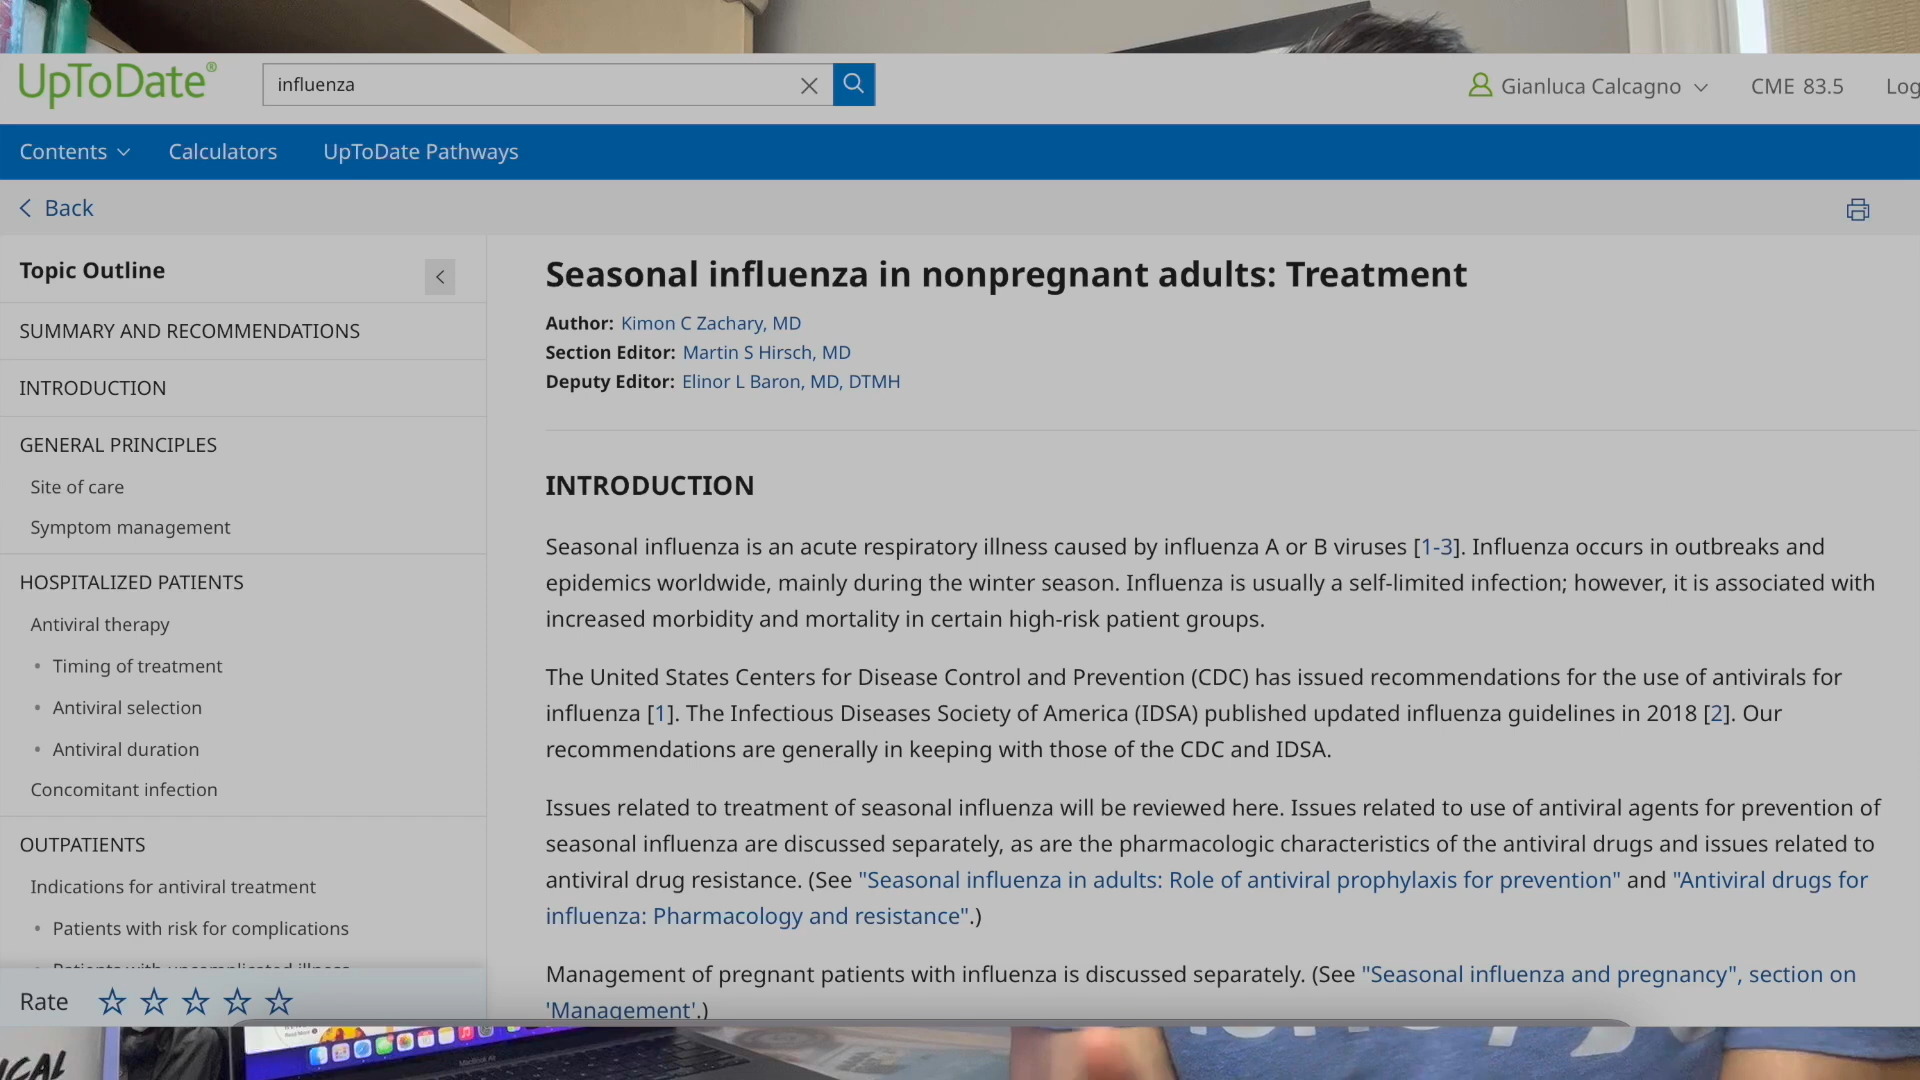 UpToDate®
influenza
Gianluca Calcagno
CME 83.5
Log
Contents
Calculators
UpToDate Pathways
Back
Topic Outline
SUMMARY AND RECOMMENDATIONS
INTRODUCTION
GENERAL PRINCIPLES
Site of care
Symptom management
HOSPITALIZED PATIENTS
Antiviral therapy
• Timing of treatment
• Antiviral selection
• Antiviral duration
Concomitant infection
OUTPATIENTS
Indications for antiviral treatment
• Patients with risk for complications
• Patients with uncomplicated illness
Rate
Seasonal influenza in nonpregnant adults: Treatment
Author: Kimon C Zachary, MD
Section Editor: Martin S Hirsch, MD
Deputy Editor: Elinor L Baron, MD, DTMH
INTRODUCTION
Seasonal influenza is an acute respiratory illness caused by influenza A or B viruses [1-3]. Influenza occurs in outbreaks and
epidemics worldwide, mainly during the winter season. Influenza is usually a self-limited infection; however, it is associated with
increased morbidity and mortality in certain high-risk patient groups.
The United States Centers for Disease Control and Prevention (CDC) has issued recommendations for the use of antivirals for
influenza [1]. The Infectious Diseases Society of America (IDSA) published updated influenza guidelines in 2018 [2]. Our
recommendations are generally in keeping with those of the CDC and IDSA.
Issues related to treatment of seasonal influenza will be reviewed here. Issues related to use of antiviral agents for prevention of
seasonal influenza are discussed separately, as are the pharmacologic characteristics of the antiviral drugs and issues related to
antiviral drug resistance. (See "Seasonal influenza in adults: Role of antiviral prophylaxis for prevention" and "Antiviral drugs for
influenza: Pharmacology and resistance".)
Management of pregnant patients with influenza is discussed separately. (See "Seasonal influenza and pregnancy", section on
'Management'.)
MacBook Air